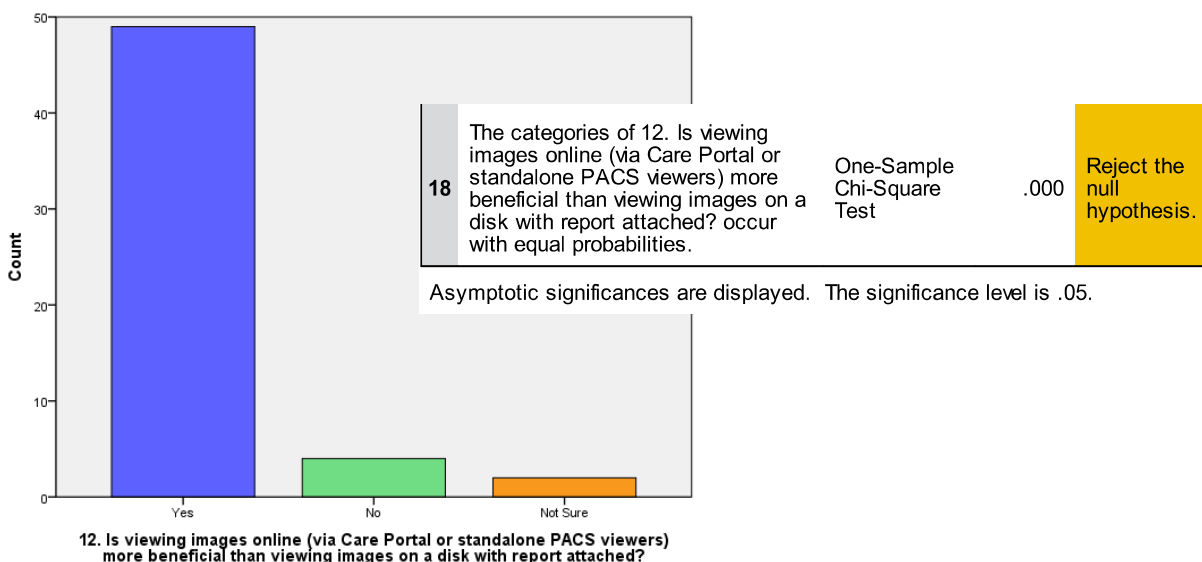 50
40
30
20
10
0
Count
Yes
No
Not Sure
12. Is viewing images online (via Care Portal or standalone PACS viewers)
more beneficial than viewing images on a disk with report attached?
18
The categories of 12. Is viewing
images online (via Care Portal or
standalone PACS viewers) more
beneficial than viewing images on a
disk with report attached? occur
with equal probabilities.
One-Sample
Chi-Square
Test
.000
Reject the
null
hypothesis.
Asymptotic significances are displayed. The significance level is .05.